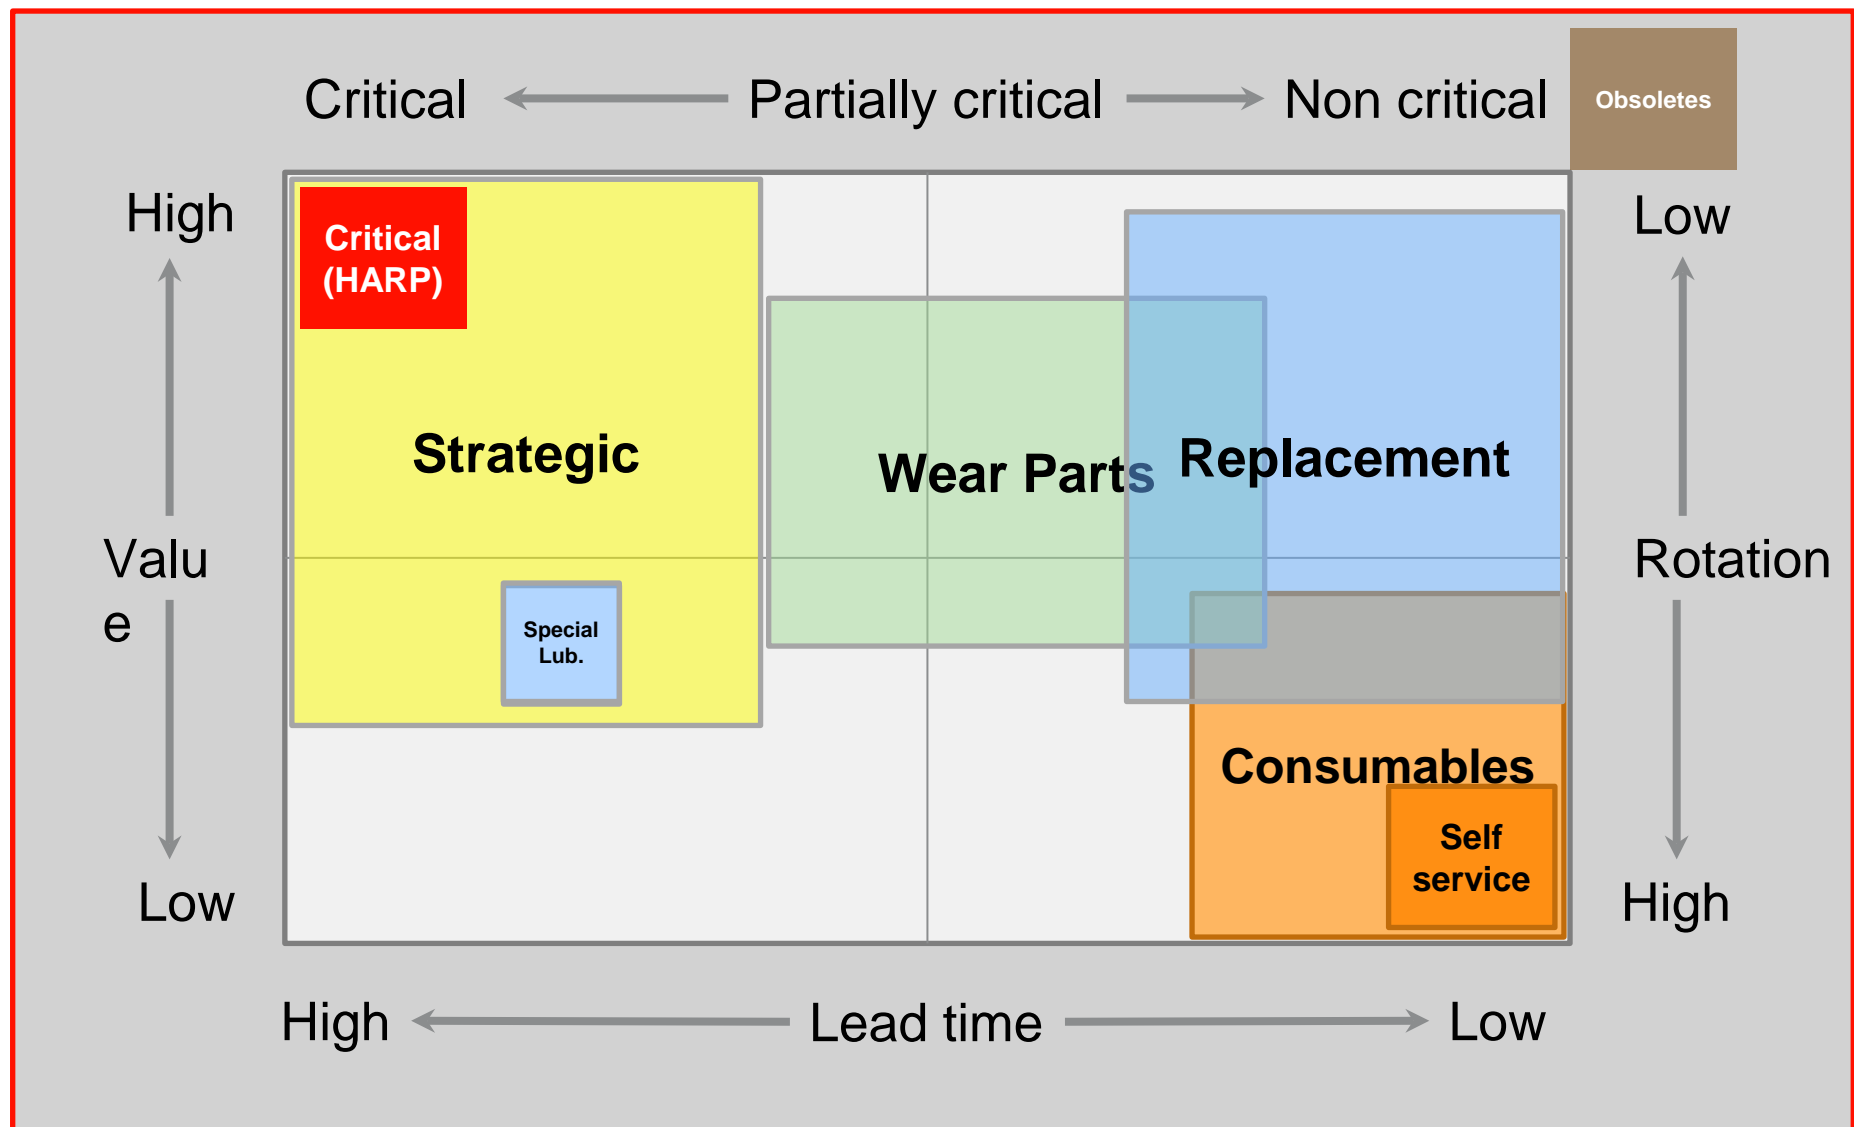 Critical
Partially critical
Non critical
Obsoletes
High
Low
Critical
(HARP)
Strategic
Wear Parts
Replacement
Valu
e
Rotation
Special
Lub.
Consumables
Self
service
Low
High
High
Lead time
Low